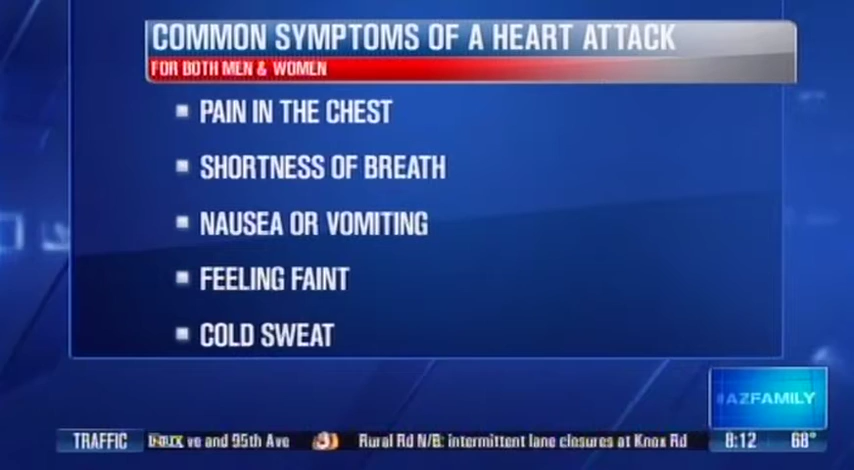 COMMON SYMPTOMS OF A HEART ATTACK
FOR BOTH MEN & WOMEN
PAIN IN THE CHEST
SHORTNESS OF BREATH
NAUSEA OR VOMITING
FEELING FAINT
COLD SWEAT
#AZFAMILY
TRAFFIC ve and 95th Ave Rural Rd N/B: intermittent lane closures at Knox Rd 8:12 68°